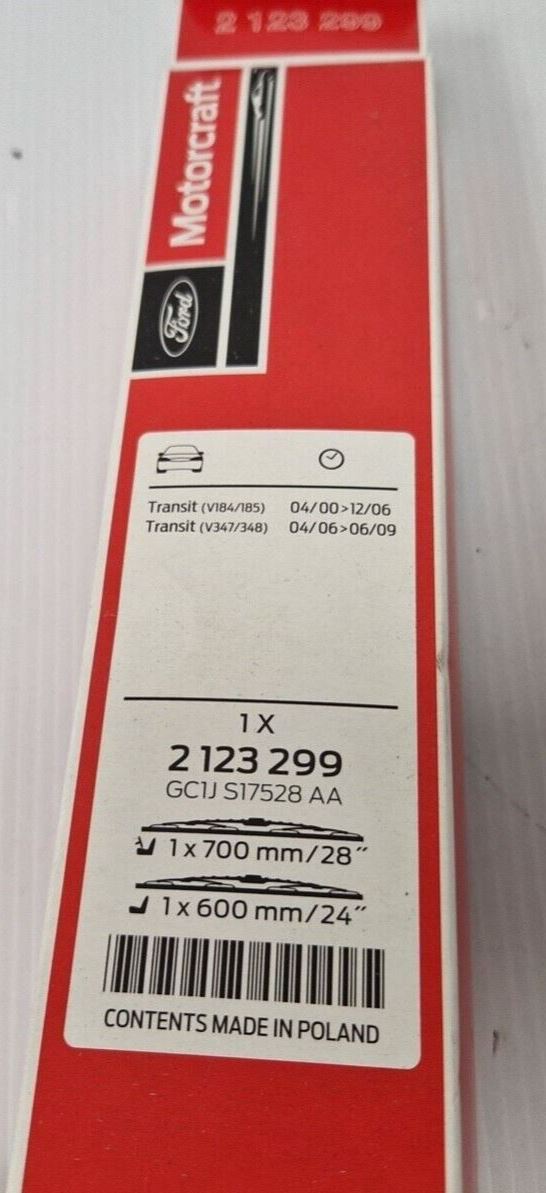 2 123 299
Motorcraft
Ford
Transit (V184/185) 04/00>12/06
Transit (V347/348) 04/06>06/09
1 X
2 123 299
GC1J S17528 AA
1 x 700 mm/28″
1 x 600 mm/24″
CONTENTS MADE IN POLAND